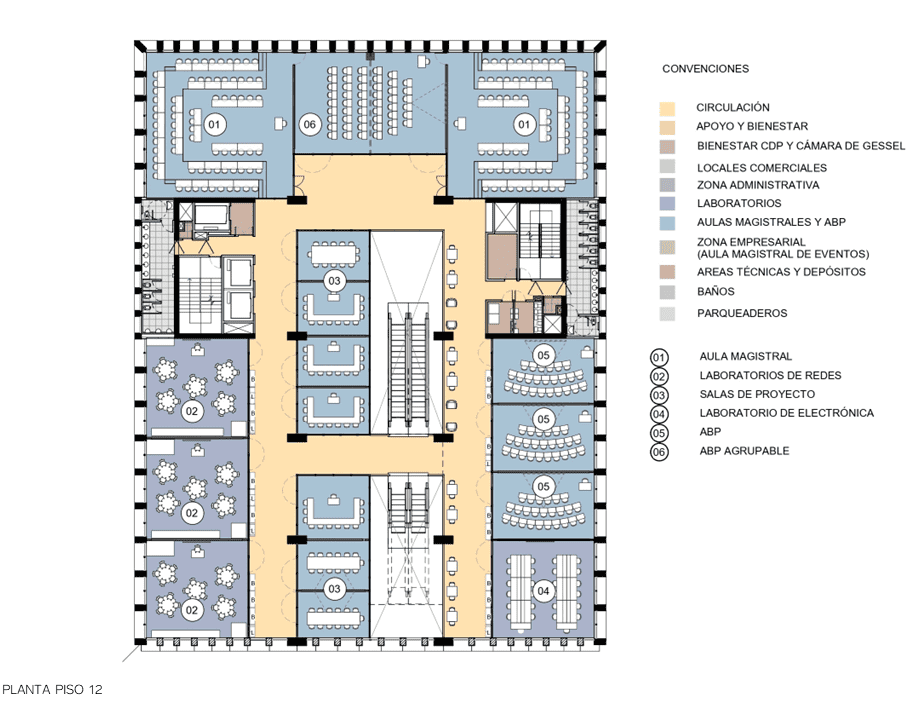 CONVENCIONES
CIRCULACIÓN
APOYO Y BIENESTAR
BIENESTAR CDP Y CÁMARA DE GESSEL
LOCALES COMERCIALES
ZONA ADMINISTRATIVA
LABORATORIOS
AULAS MAGISTRALES Y ABP
ZONA EMPRESARIAL
(AULA MAGISTRAL DE EVENTOS)
AREAS TÉCNICAS Y DEPÓSITOS
BAÑOS
PARQUEADEROS
01 AULA MAGISTRAL
02 LABORATORIOS DE REDES
03 SALAS DE PROYECTO
04 LABORATORIO DE ELECTRÓNICA
05 ABP
06 ABP AGRUPABLE
01
06
01
03
05
02
05
05
02
03
04
02
PLANTA PISO 12